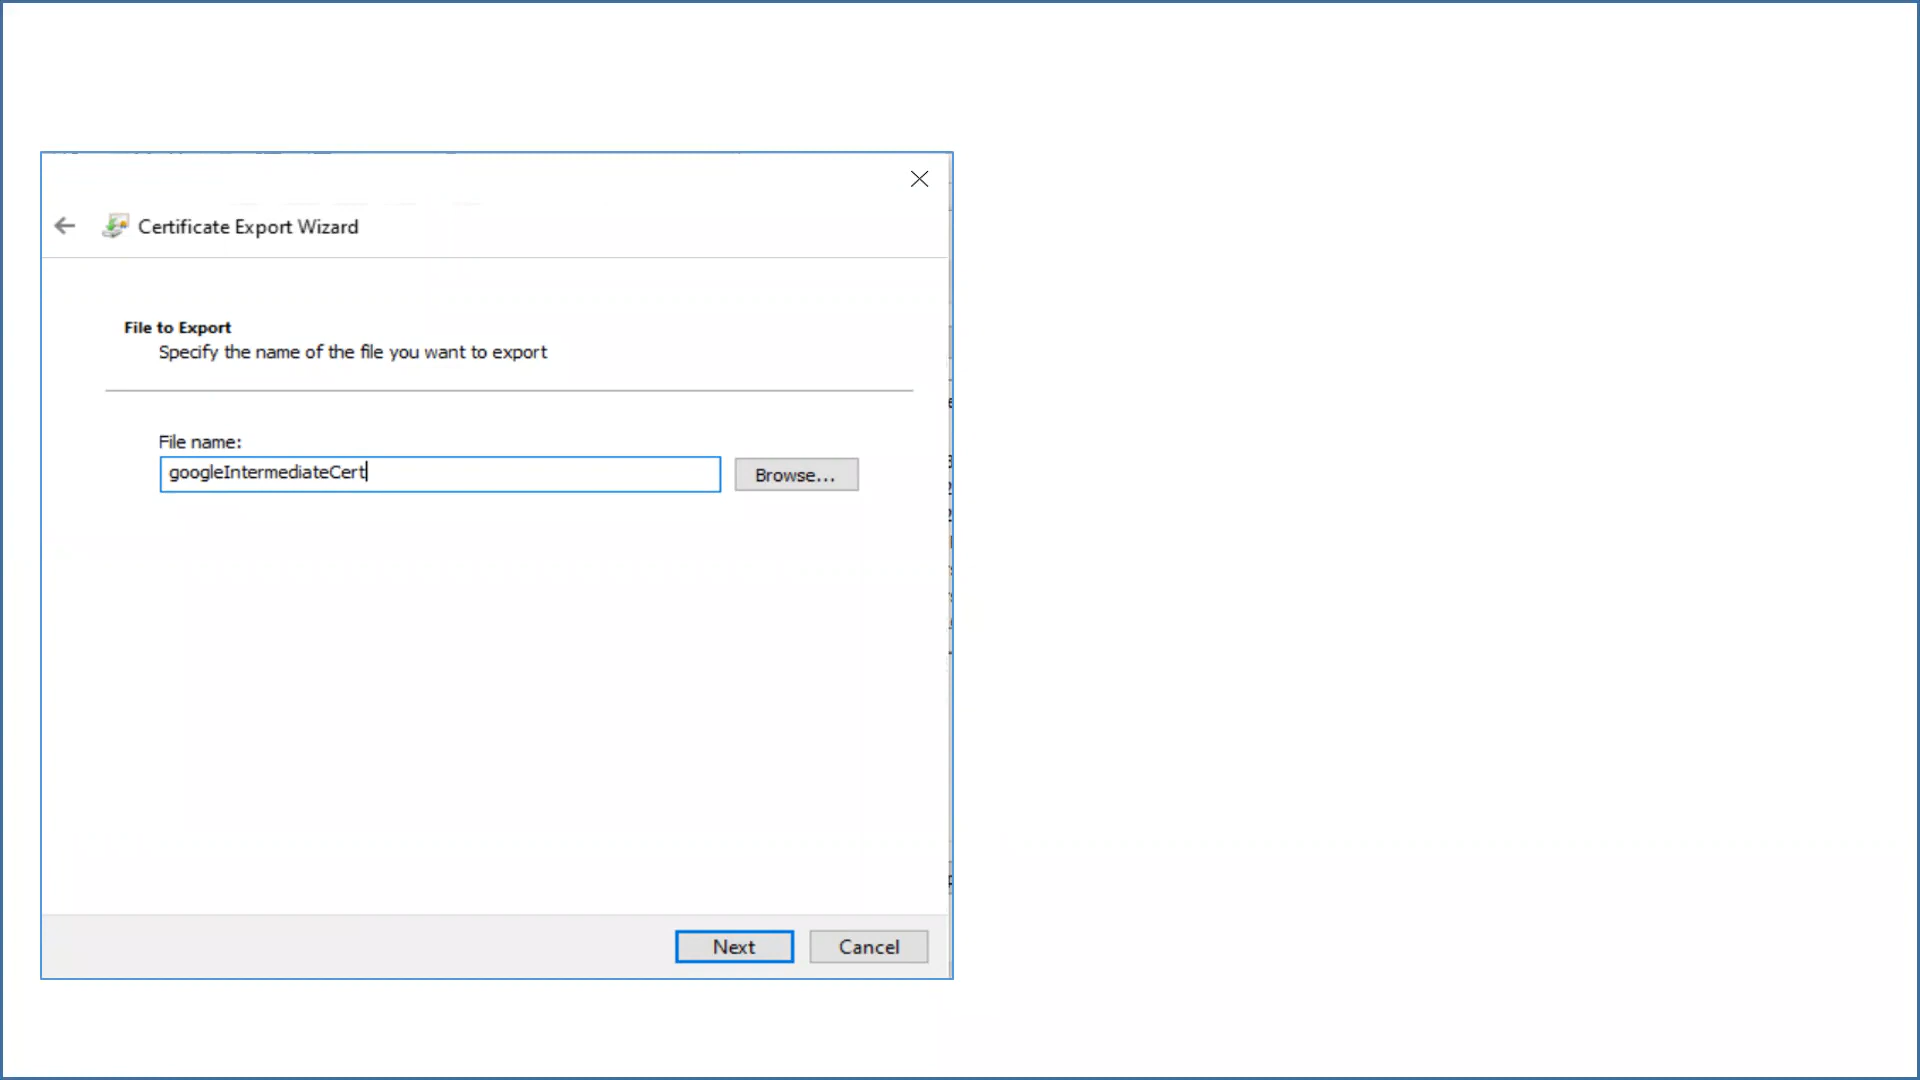 Certificate Export Wizard
File to Export
Specify the name of the file you want to export
File name:
googleIntermediateCert
Browse...
Next
Cancel